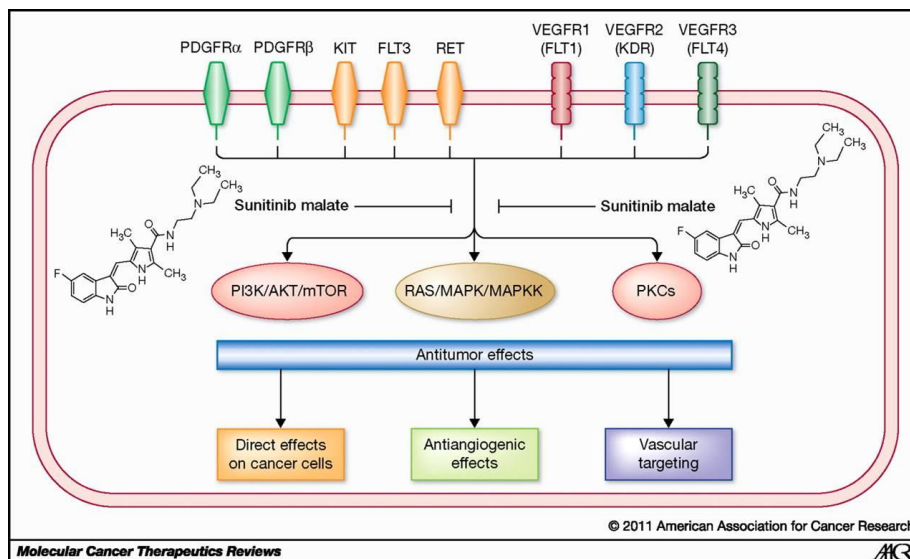 PDGFRα PDGFRβ KIT FLT3 RET VEGFR1 VEGFR2 VEGFR3
(FLT1) (KDR) (FLT4)
CH₃
N CH₃
O
H₃C N
H
F CH₃
N
H
O
N
H
CH₃
N CH₃
O
H₃C N
H
F CH₃
N
H
O
N
H
Sunitinib malate Sunitinib malate
PI3K/AKT/mTOR RAS/MAPK/MAPKK PKCs
Antitumor effects
Direct effects
on cancer cells
Antiangiogenic
effects
Vascular
targeting
© 2011 American Association for Cancer Research
Molecular Cancer Therapeutics Reviews